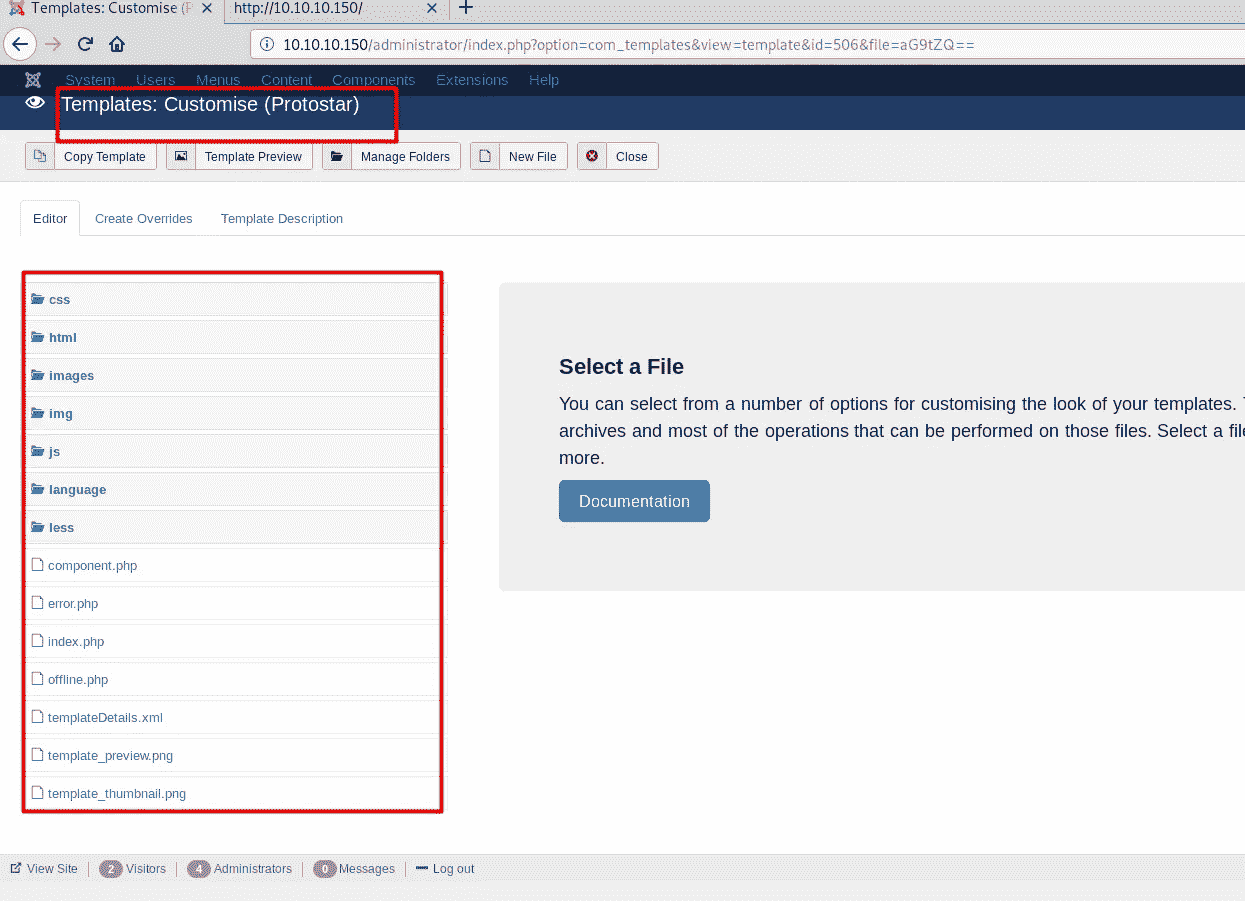 Templates: Customise (P
http://10.10.10.150/
10.10.10.150/administrator/index.php?option=com_templates&view=template&id=506&file=aG9tZQ==
System Users Menus Content Components Extensions Help
Templates: Customise (Protostar)
Copy Template Template Preview Manage Folders New File Close
Editor Create Overrides Template Description
css
html
images
img
js
language
less
component.php
error.php
index.php
offline.php
templateDetails.xml
template_preview.png
template_thumbnail.png
Select a File
You can select from a number of options for customising the look of your templates.
archives and most of the operations that can be performed on those files. Select a file
more.
Documentation
View Site 2 Visitors 4 Administrators 0 Messages Log out